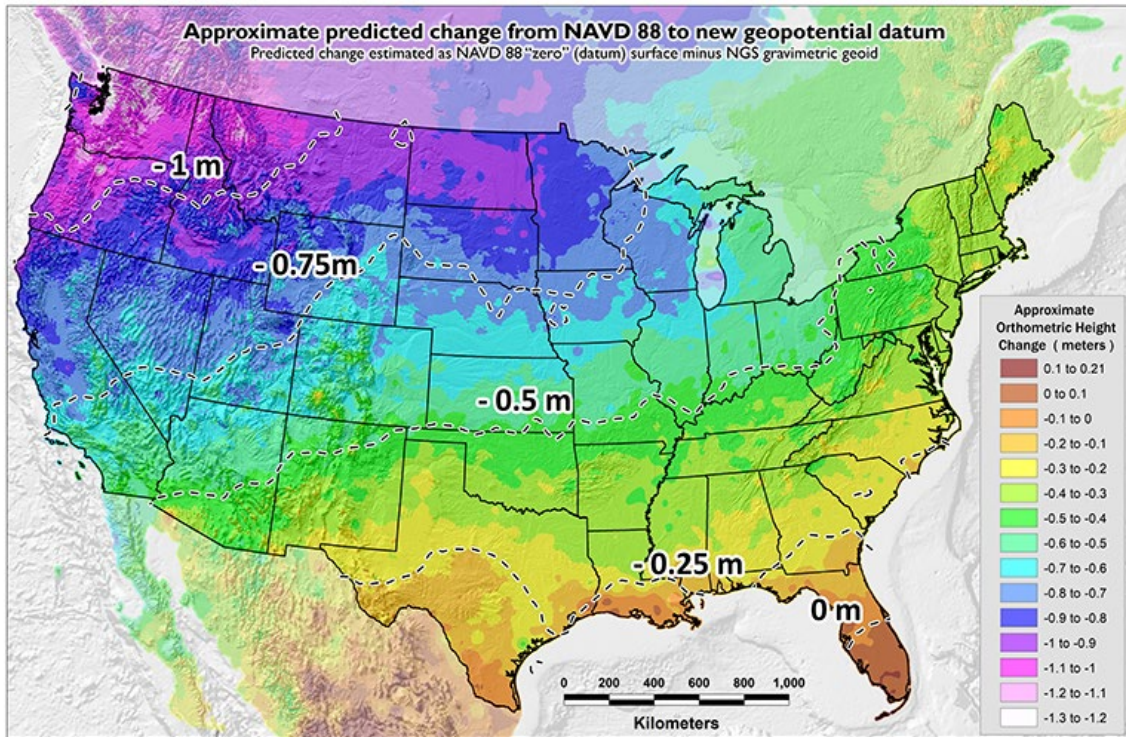 Approximate predicted change from NAVD 88 to new geopotential datum
Predicted change estimated as NAVD 88 "zero" (datum) surface minus NGS gravimetric geoid
- 1 m
- 0.75m
- 0.5 m
- 0.25 m
0 m
Approximate
Orthometric Height
Change ( meters )
0.1 to 0.21
0 to 0.1
-0.1 to 0
-0.2 to -0.1
-0.3 to -0.2
-0.4 to -0.3
-0.5 to -0.4
-0.6 to -0.5
-0.7 to -0.6
-0.8 to -0.7
-0.9 to -0.8
-1 to -0.9
-1.1 to -1
-1.2 to -1.1
-1.3 to -1.2
0 200 400 600 800 1,000
Kilometers